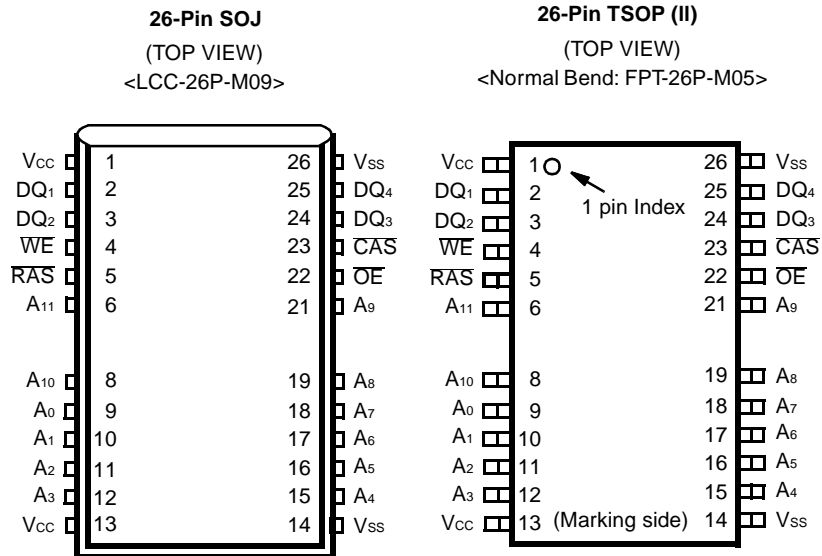 26-Pin SOJ
(TOP VIEW)
<LCC-26P-M09>
VCC 1 26 VSS
DQ1 2 25 DQ4
DQ2 3 24 DQ3
WE 4 23 CAS
RAS 5 22 OE
A11 6 21 A9
A10 8 19 A8
A0 9 18 A7
A1 10 17 A6
A2 11 16 A5
A3 12 15 A4
VCC 13 14 VSS
26-Pin TSOP (II)
(TOP VIEW)
<Normal Bend: FPT-26P-M05>
VCC 1 26 VSS
DQ1 2 1 pin Index 25 DQ4
DQ2 3 24 DQ3
WE 4 23 CAS
RAS 5 22 OE
A11 6 21 A9
A10 8 19 A8
A0 9 18 A7
A1 10 17 A6
A2 11 16 A5
A3 12 15 A4
VCC 13 (Marking side) 14 VSS